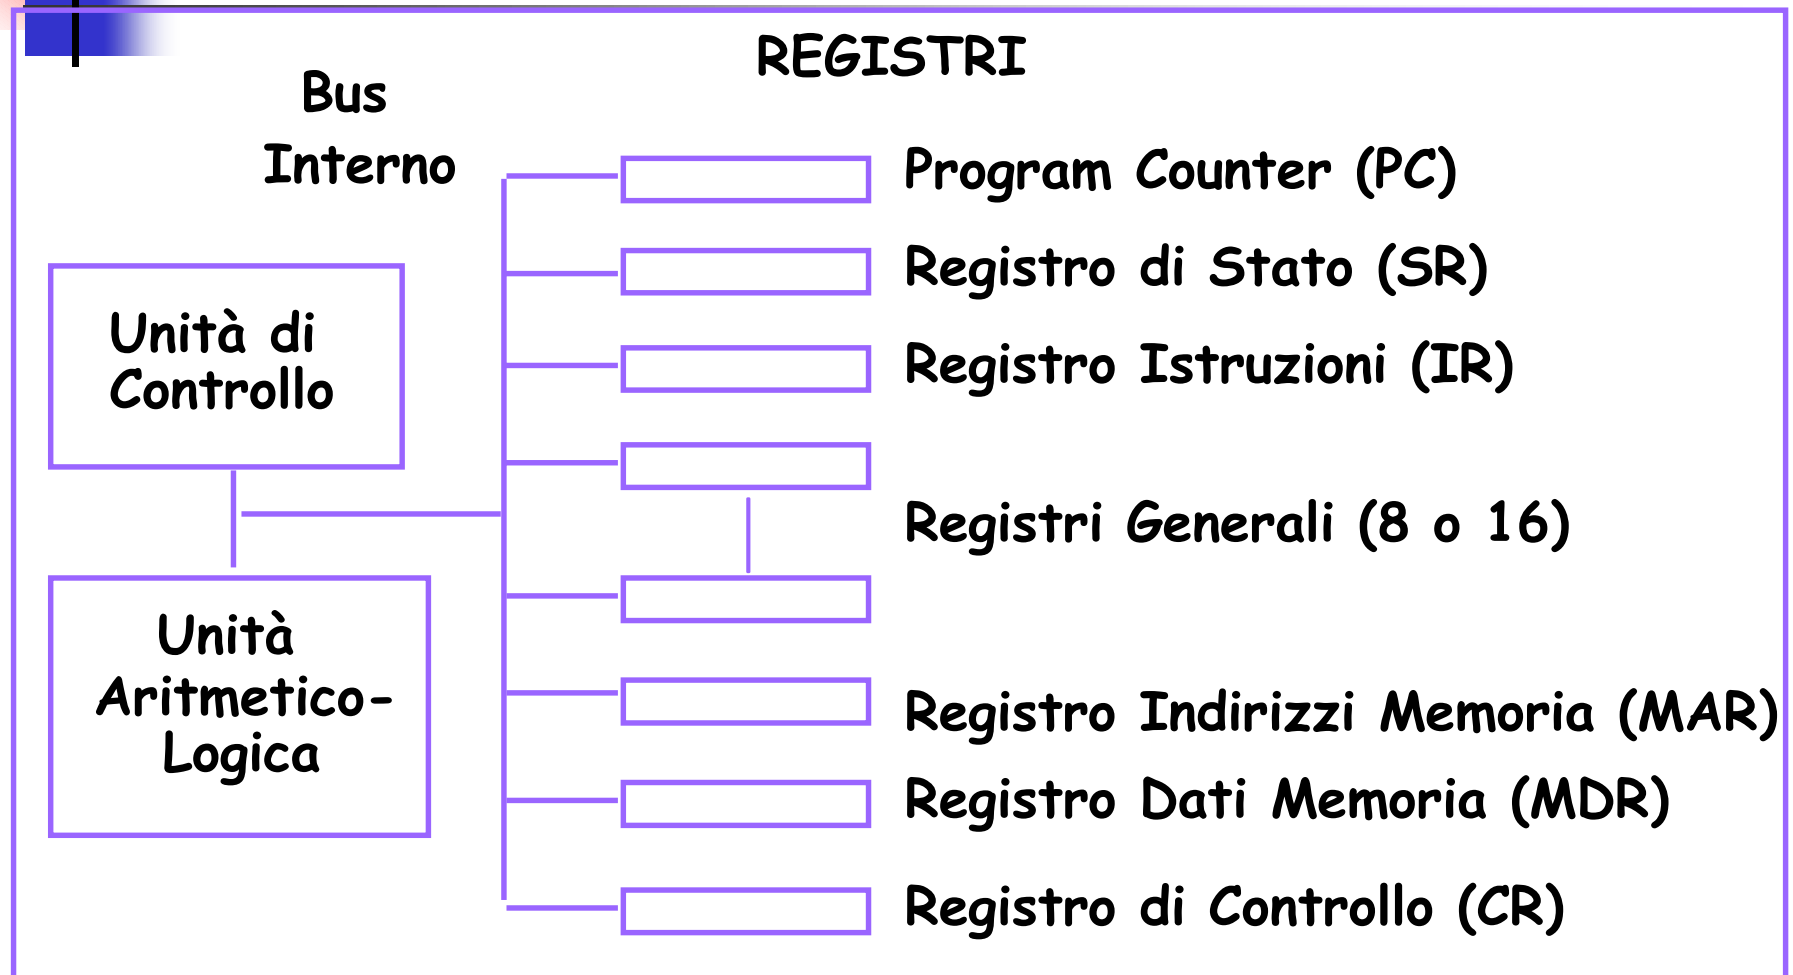 REGISTRI
Bus
Interno
Program Counter (PC)
Registro di Stato (SR)
Unità di
Controllo
Registro Istruzioni (IR)
Registri Generali (8 o 16)
Unità
Aritmetico-
Logica
Registro Indirizzi Memoria (MAR)
Registro Dati Memoria (MDR)
Registro di Controllo (CR)